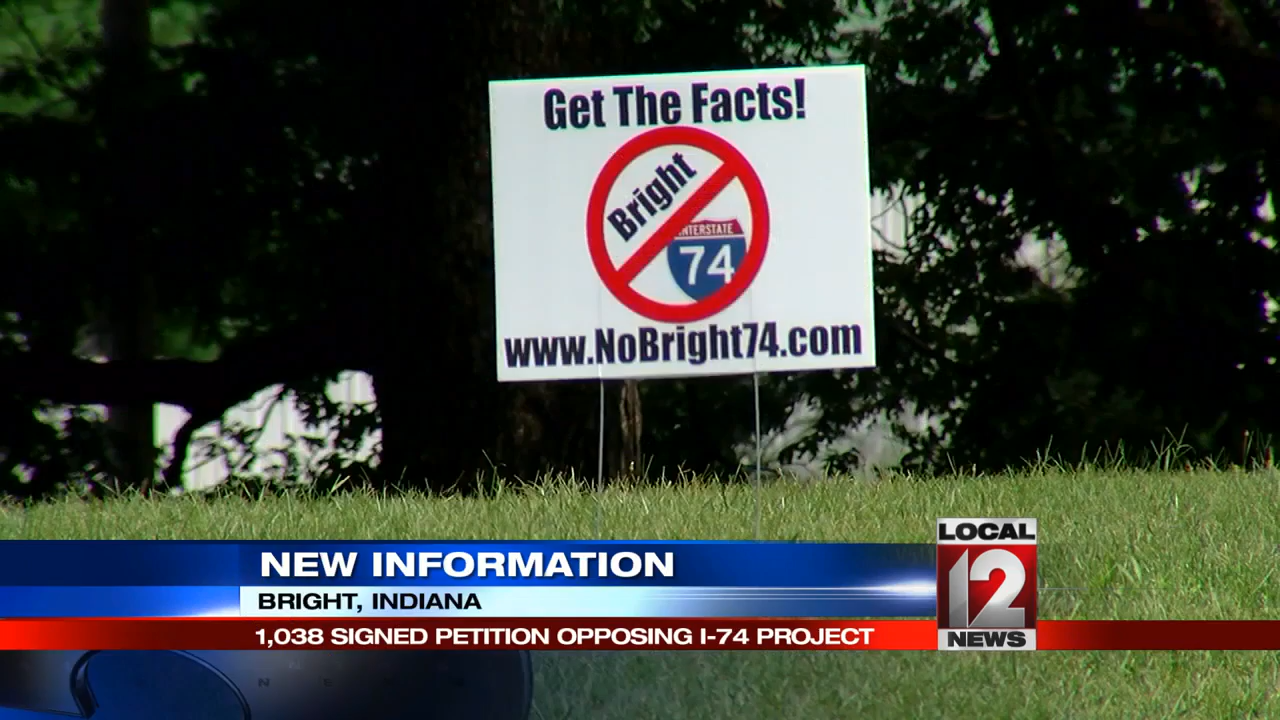 Get The Facts!
Bright
INTERSTATE
74
www.NoBright74.com
NEW INFORMATION
BRIGHT, INDIANA
1,038 SIGNED PETITION OPPOSING I-74 PROJECT
LOCAL
12
NEWS